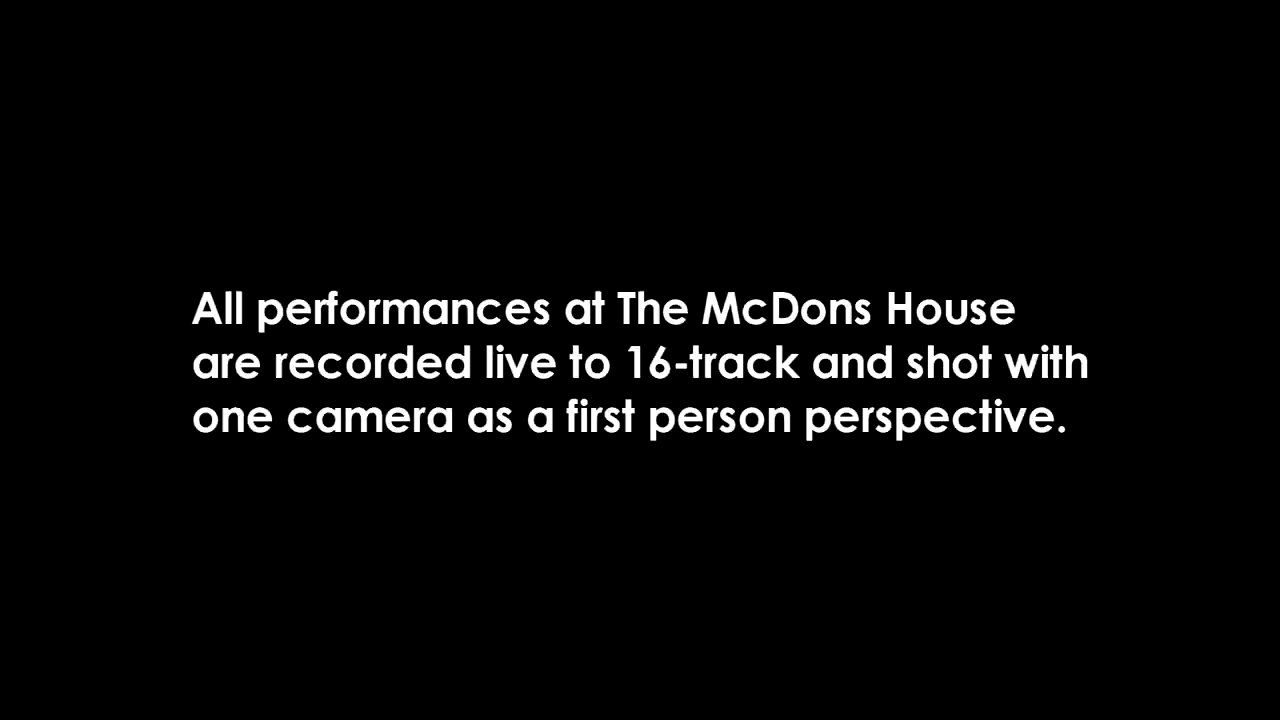 All performances at The McDons House
are recorded live to 16-track and shot with
one camera as a first person perspective.